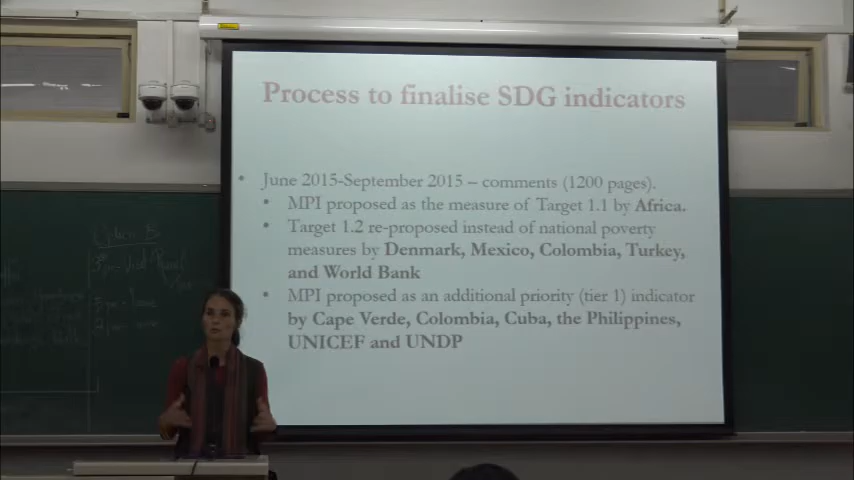 Process to finalise SDG indicators
• June 2015-September 2015 – comments (1200 pages).
• MPI proposed as the measure of Target 1.1 by Africa.
• Target 1.2 re-proposed instead of national poverty
measures by Denmark, Mexico, Colombia, Turkey,
and World Bank
• MPI proposed as an additional priority (tier 1) indicator
by Cape Verde, Colombia, Cuba, the Philippines,
UNICEF and UNDP